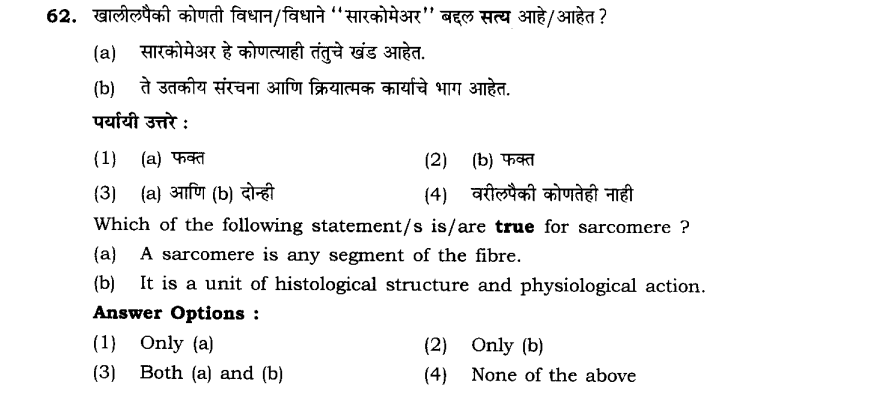 62. खालीलपैकी कोणती विधान/विधाने ‘‘सारकोमेअर’’ बद्दल सत्य आहे/आहेत ?
(a) सारकोमेअर हे कोणत्याही तंतुचे खंड आहेत.
(b) ते उतकीय संरचना आणि क्रियात्मक कार्याचे भाग आहेत.
पर्यायी उत्तरे :
(1) (a) फक्त (2) (b) फक्त
(3) (a) आणि (b) दोन्ही (4) वरीलपैकी कोणतेही नाही
Which of the following statement/s is/are true for sarcomere ?
(a) A sarcomere is any segment of the fibre.
(b) It is a unit of histological structure and physiological action.
Answer Options :
(1) Only (a) (2) Only (b)
(3) Both (a) and (b) (4) None of the above